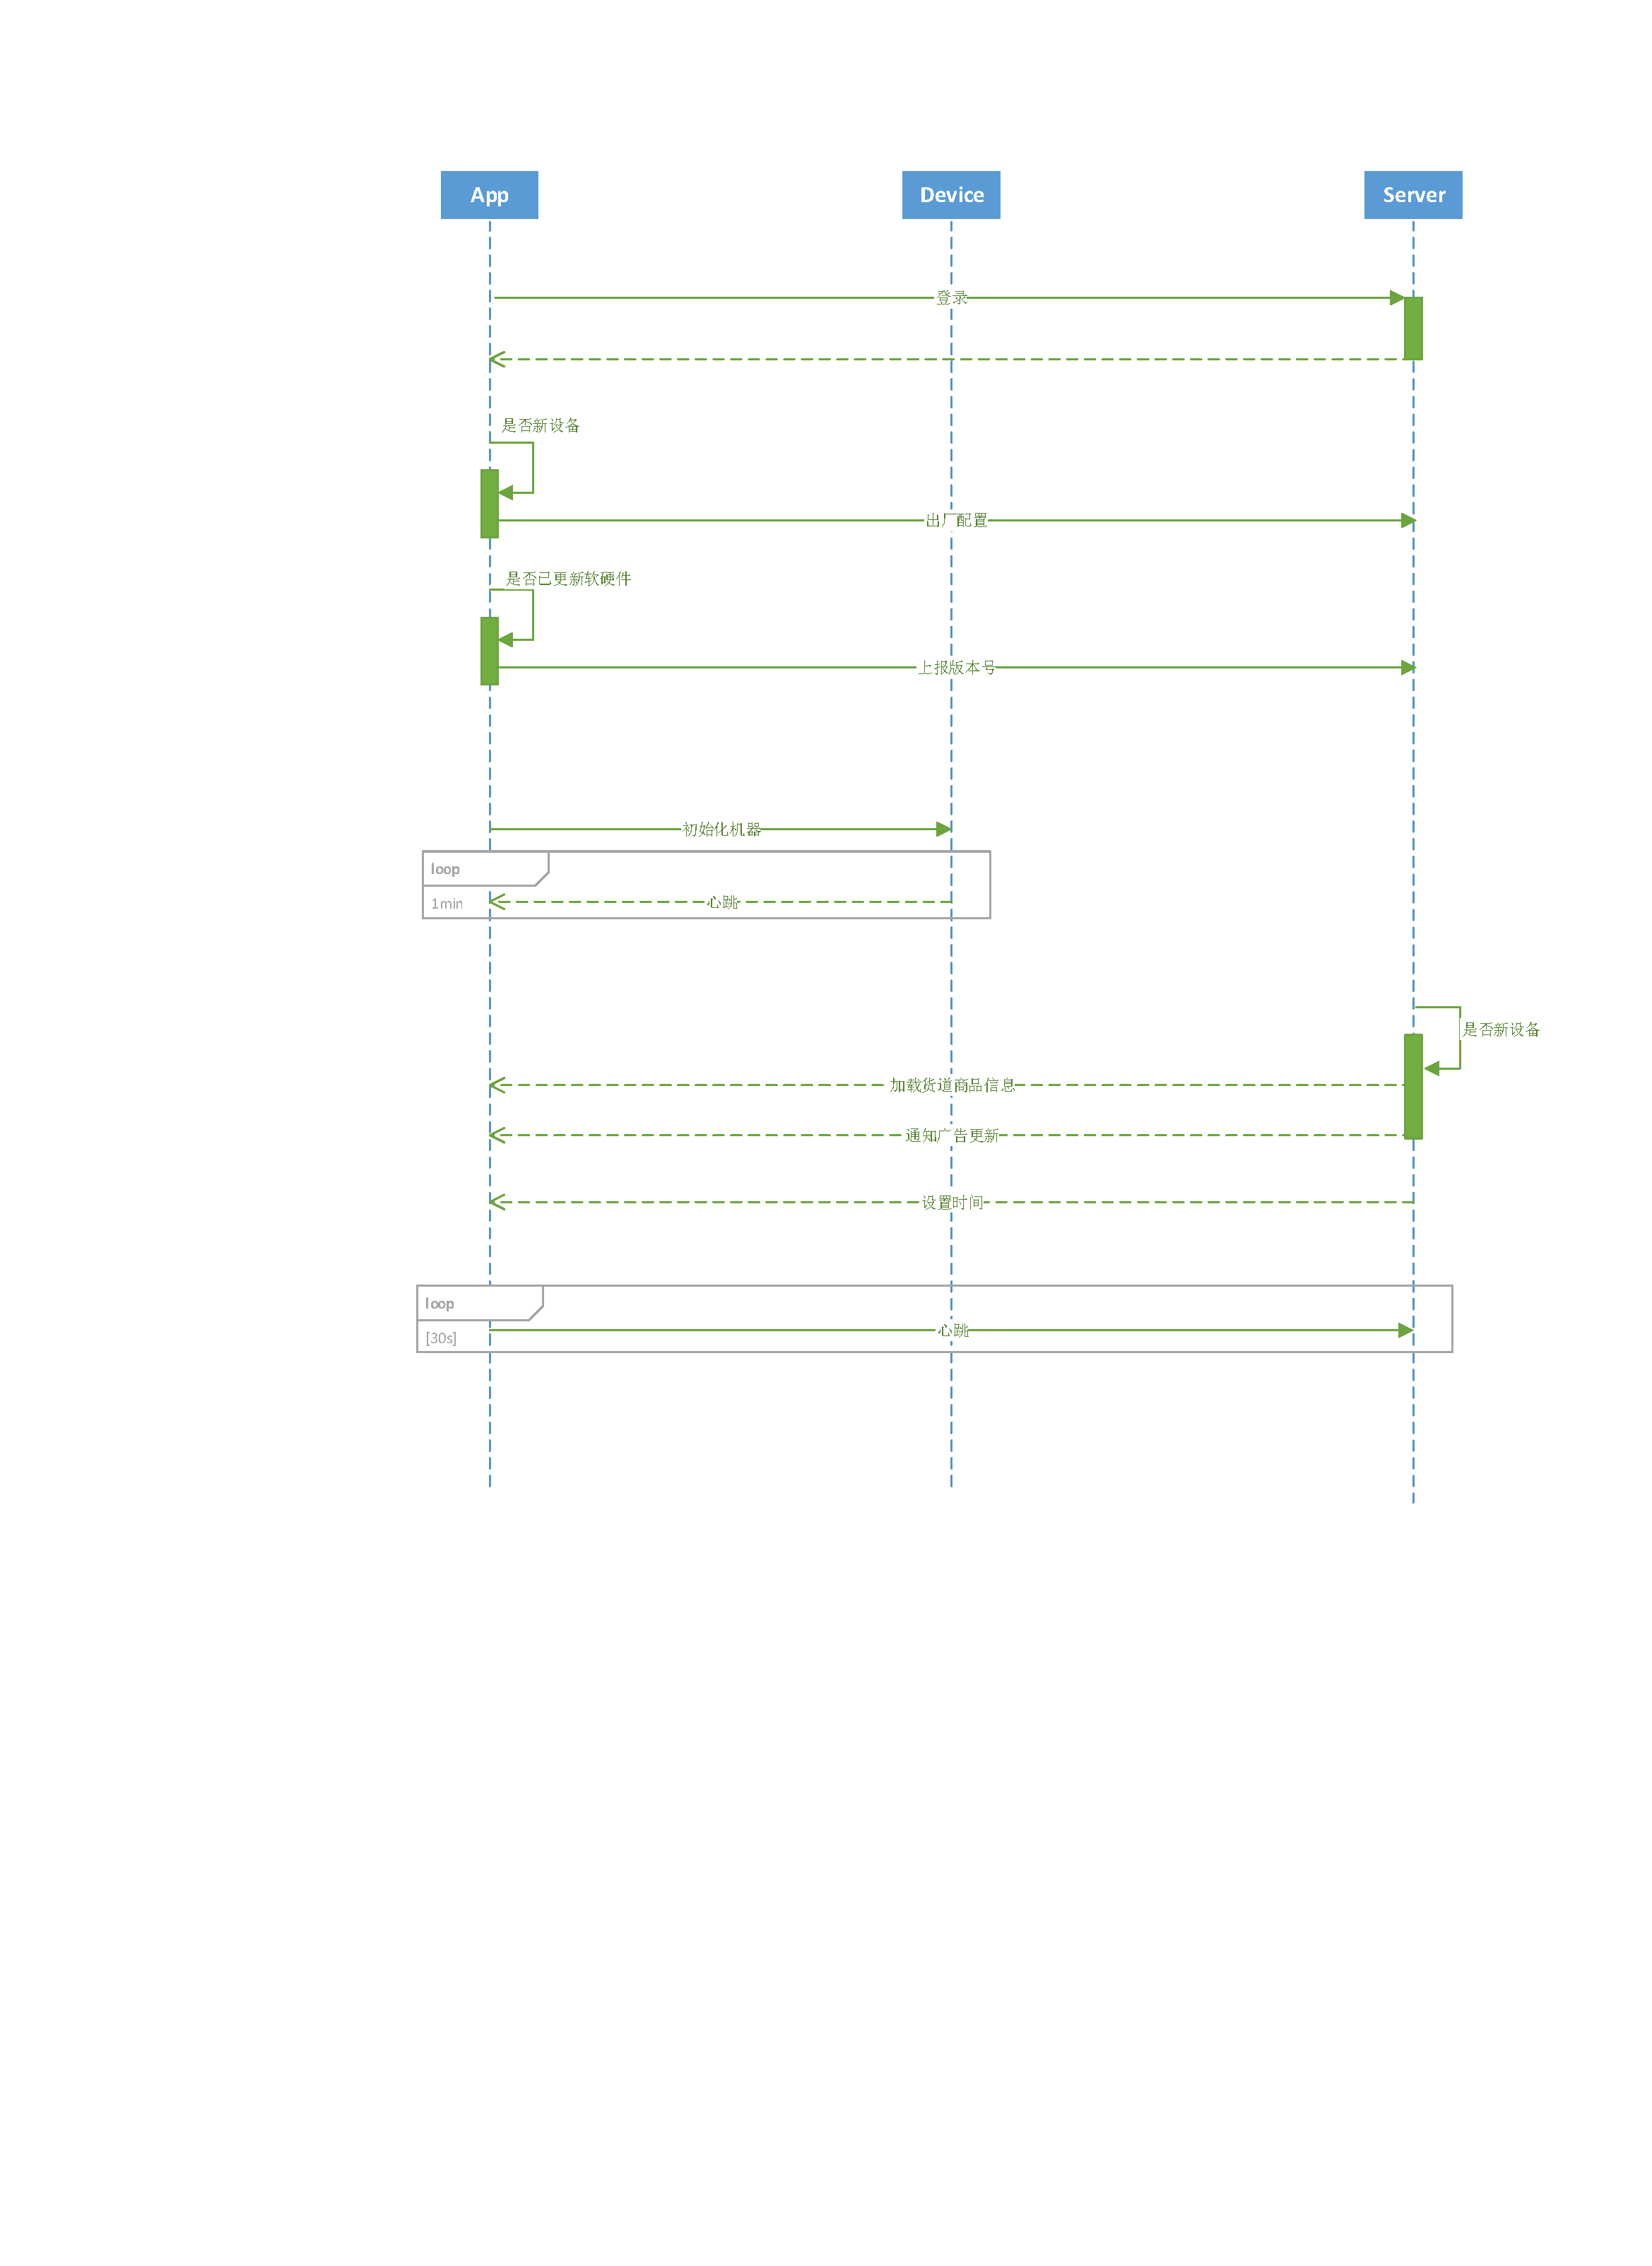 App
Device
Server
登录
是否新设备
出厂配置
是否已更新软硬件
上报版本号
初始化机器
loop
1min
心跳
是否新设备
加载货道商品信息
通知广告更新
设置时间
loop
[30s]
心跳